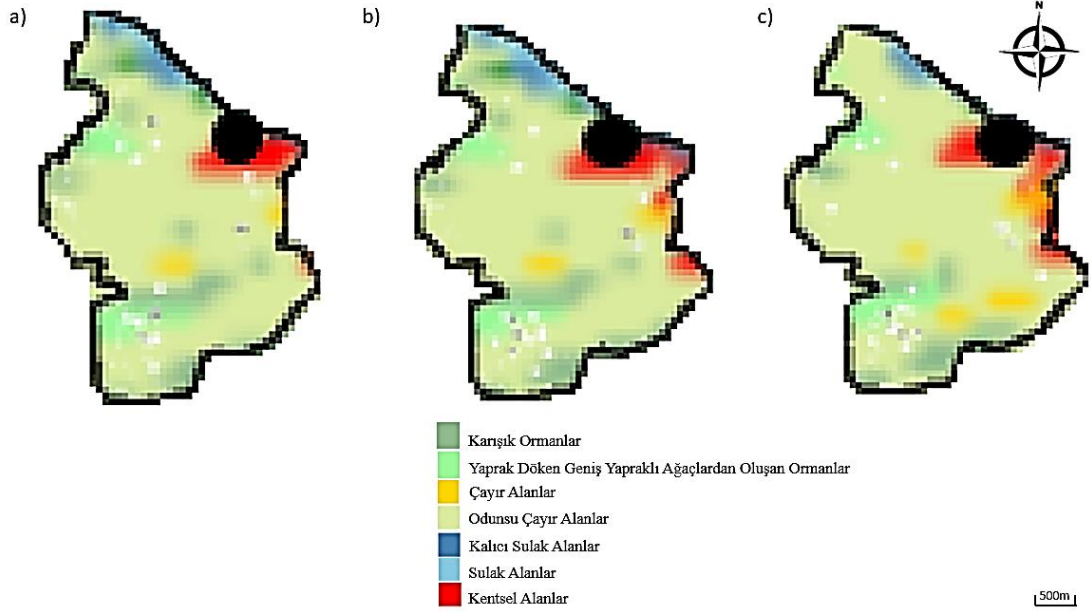 a)
b)
c)
N
Karışık Ormanlar
Yaprak Döken Geniş Yapraklı Ağaçlardan Oluşan Ormanlar
Çayır Alanlar
Odunsu Çayır Alanlar
Kalıcı Sulak Alanlar
Sulak Alanlar
Kentsel Alanlar
500m